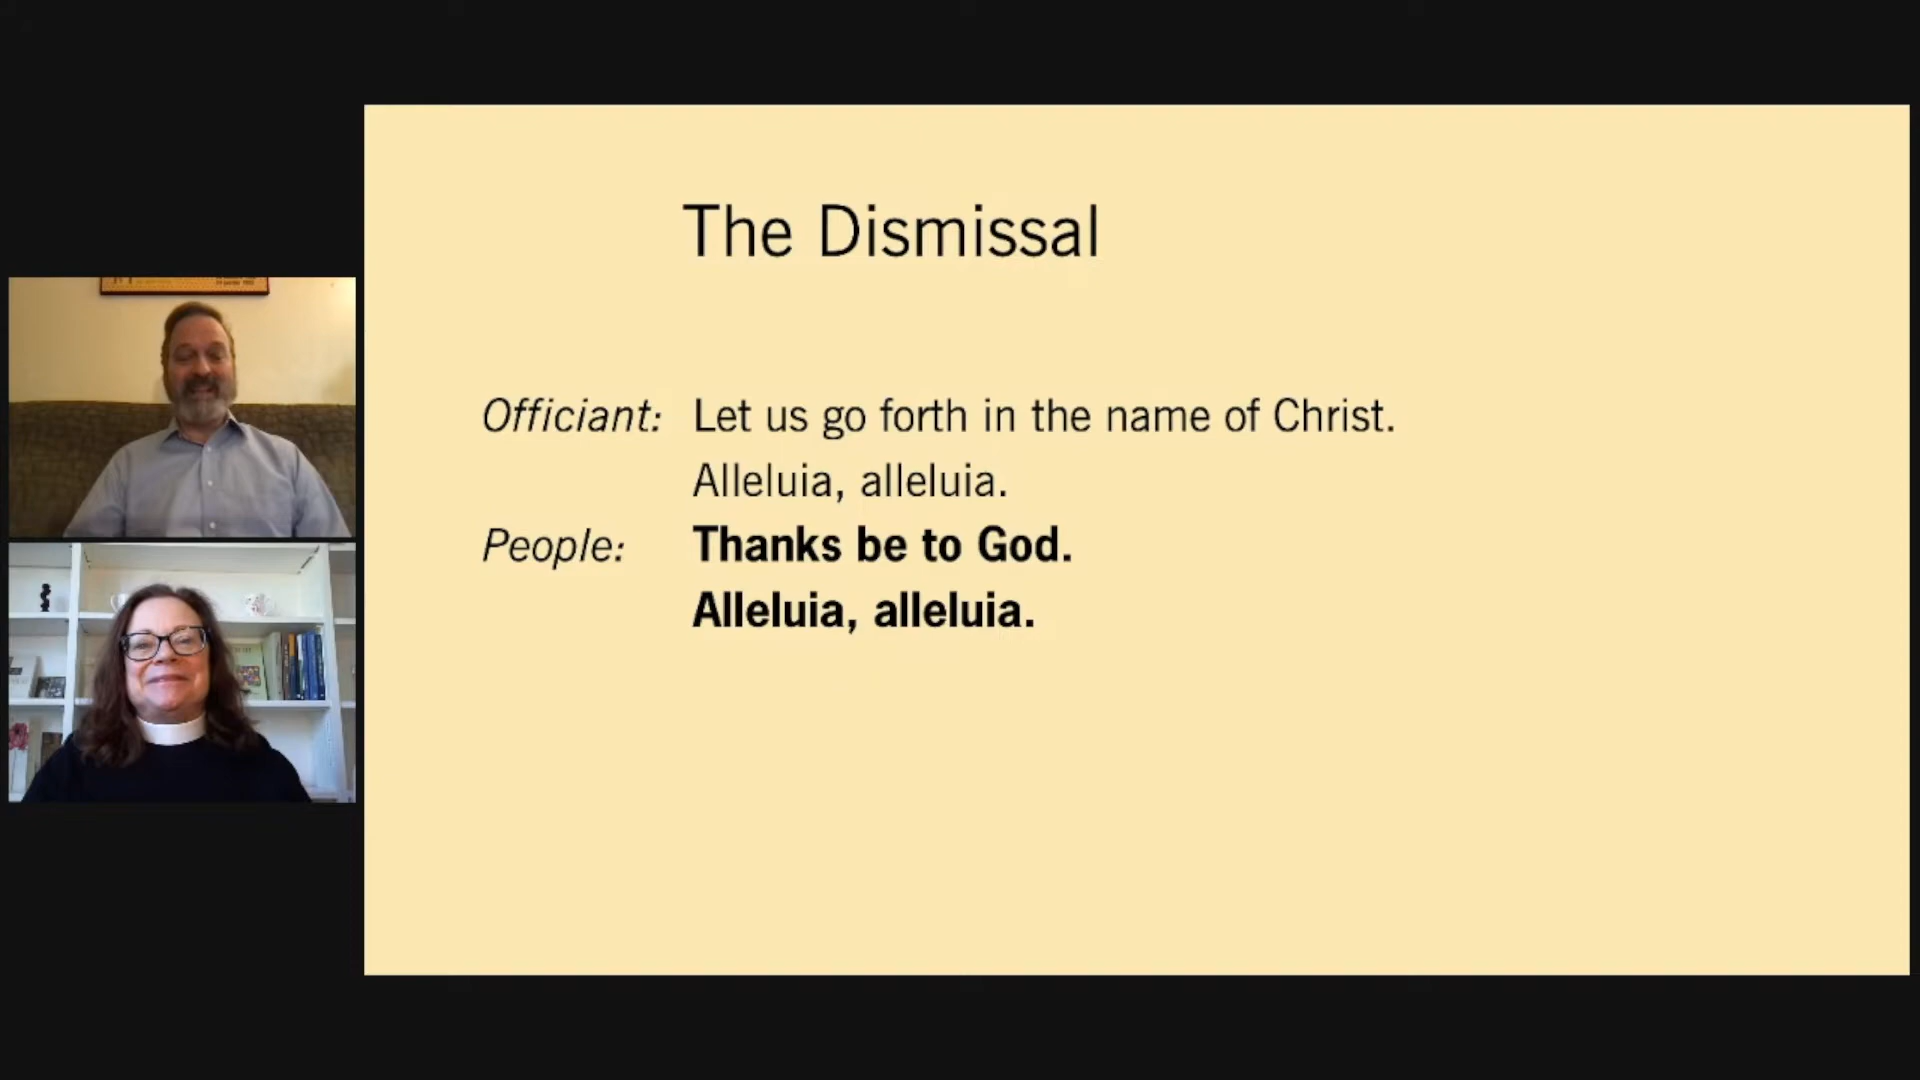 The Dismissal
Officiant: Let us go forth in the name of Christ.
Alleluia, alleluia.
People: Thanks be to God.
Alleluia, alleluia.